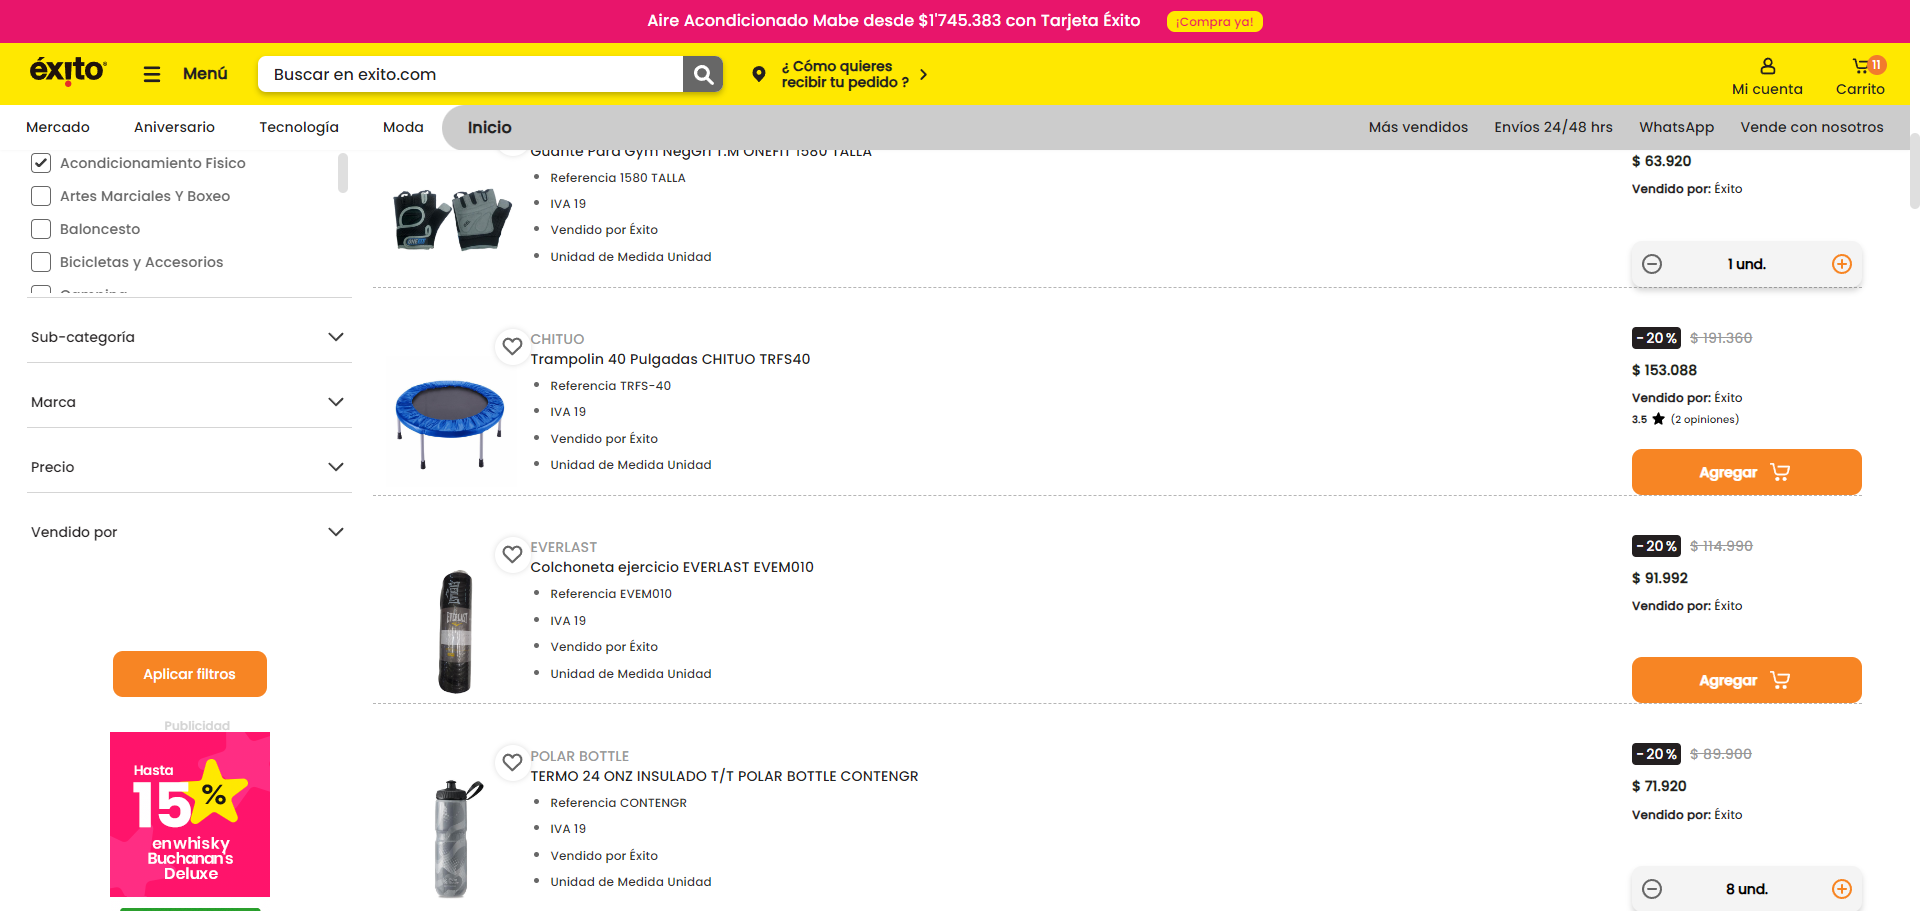 Aire Acondicionado Mabe desde $1'745.383 con Tarjeta Éxito
¡Compra ya!
éxito
Menú
Buscar en exito.com
¿ Cómo quieres
recibir tu pedido ?
Mi cuenta
11
Carrito
Mercado
Aniversario
Tecnología
Moda
Inicio
Más vendidos
Envíos 24/48 hrs
WhatsApp
Vende con nosotros
Acondicionamiento Fisico
Artes Marciales Y Boxeo
Baloncesto
Bicicletas y Accesorios
Camping
Sub-categoría
Marca
Precio
Vendido por
Aplicar filtros
Publicidad
Hasta
15%
en whisky
Buchanan's
Deluxe
Guante Para Gym NegGri T.M ONEFIT 1580 TALLA
Referencia 1580 TALLA
IVA 19
Vendido por Éxito
Unidad de Medida Unidad
$ 63.920
Vendido por: Éxito
1 und.
CHITUO
Trampolin 40 Pulgadas CHITUO TRFS40
Referencia TRFS-40
IVA 19
Vendido por Éxito
Unidad de Medida Unidad
-20% $ 191.360
$ 153.088
Vendido por: Éxito
3.5 ★ (2 opiniones)
Agregar
EVERLAST
Colchoneta ejercicio EVERLAST EVEM010
Referencia EVEM010
IVA 19
Vendido por Éxito
Unidad de Medida Unidad
-20% $ 114.990
$ 91.992
Vendido por: Éxito
Agregar
POLAR BOTTLE
TERMO 24 ONZ INSULADO T/T POLAR BOTTLE CONTENGR
Referencia CONTENGR
IVA 19
Vendido por Éxito
Unidad de Medida Unidad
-20% $ 89.900
$ 71.920
Vendido por: Éxito
8 und.